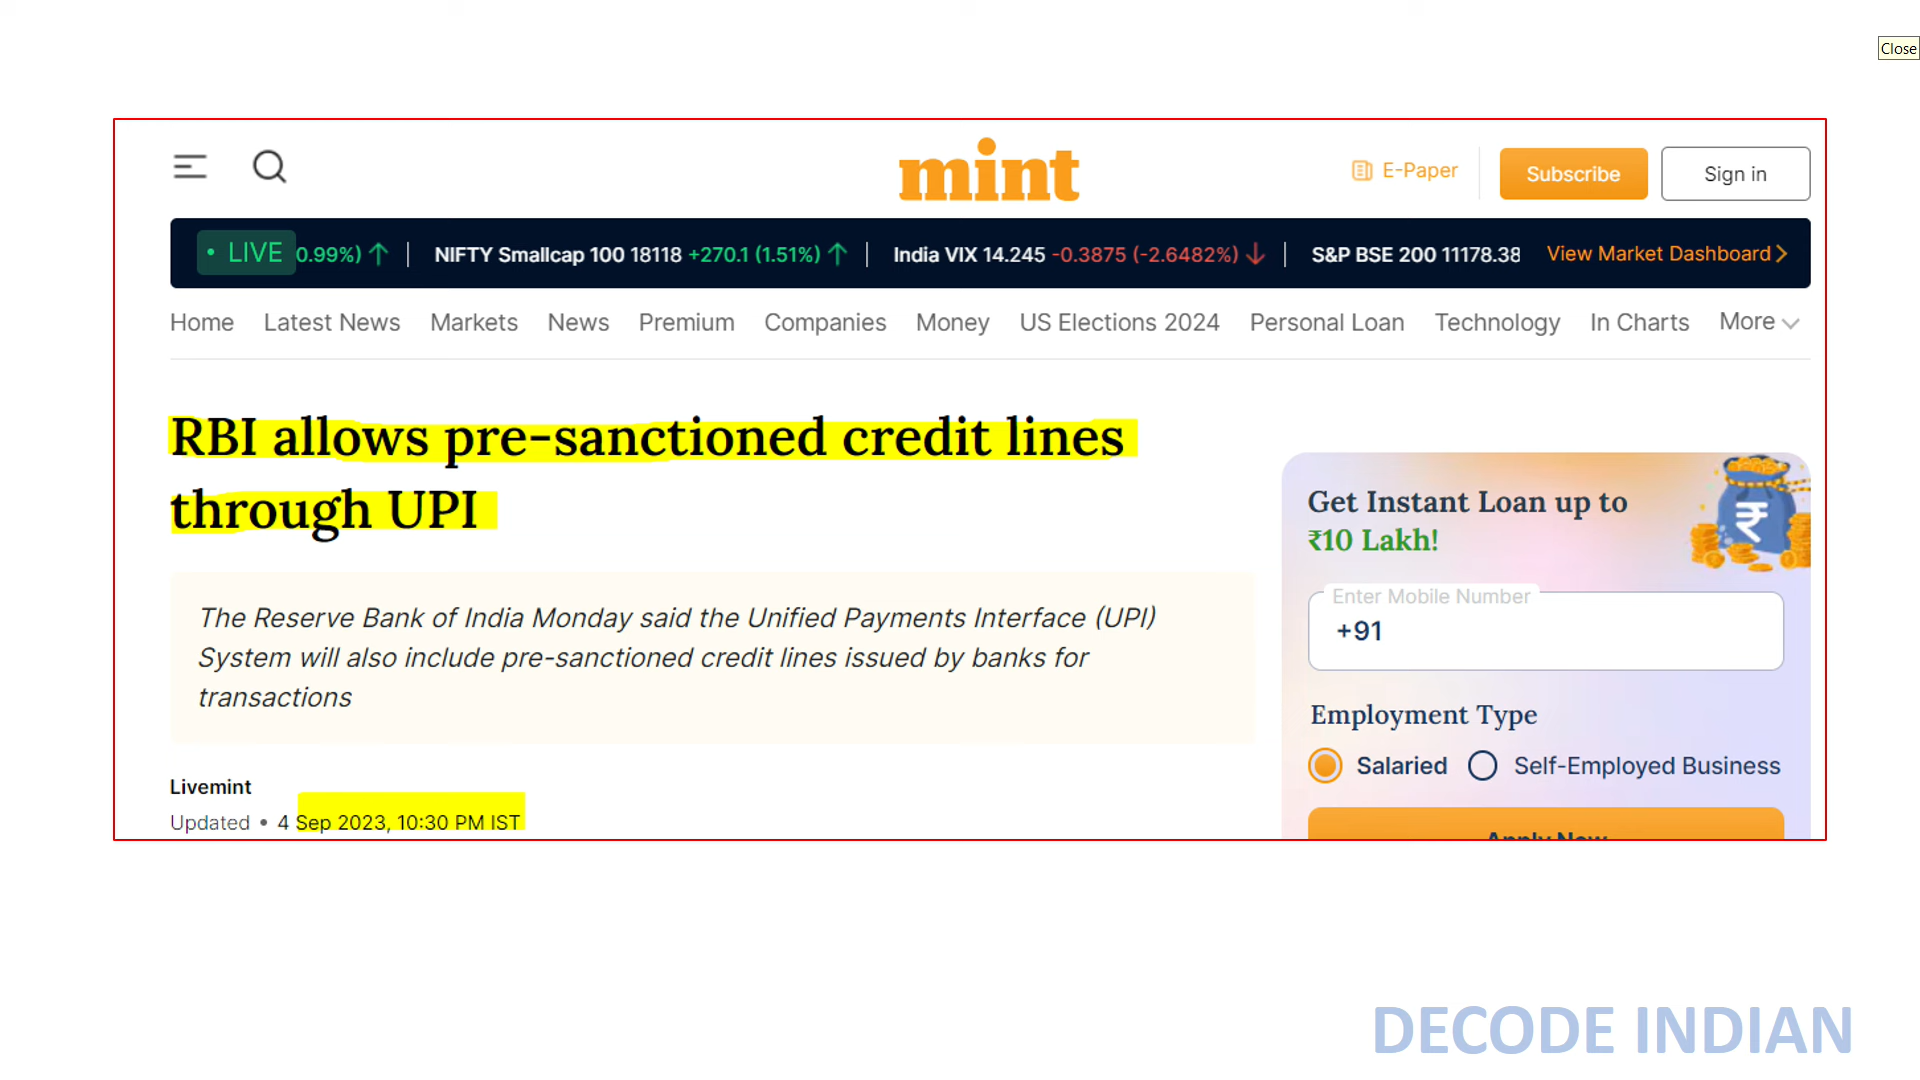 Close
mint
E-Paper
Subscribe
Sign in
• LIVE 0.99%) ↑ | NIFTY Smallcap 100 18118 +270.1 (1.51%) ↑ | India VIX 14.245 -0.3875 (-2.6482%) ↓ | S&P BSE 200 11178.38 View Market Dashboard
Home Latest News Markets News Premium Companies Money US Elections 2024 Personal Loan Technology In Charts More
RBI allows pre-sanctioned credit lines
through UPI
The Reserve Bank of India Monday said the Unified Payments Interface (UPI)
System will also include pre-sanctioned credit lines issued by banks for
transactions
Livemint
Updated • 4 Sep 2023, 10:30 PM IST
Get Instant Loan up to
₹10 Lakh!
Enter Mobile Number
+91
Employment Type
Salaried Self-Employed Business
Apply Now
DECODE INDIAN